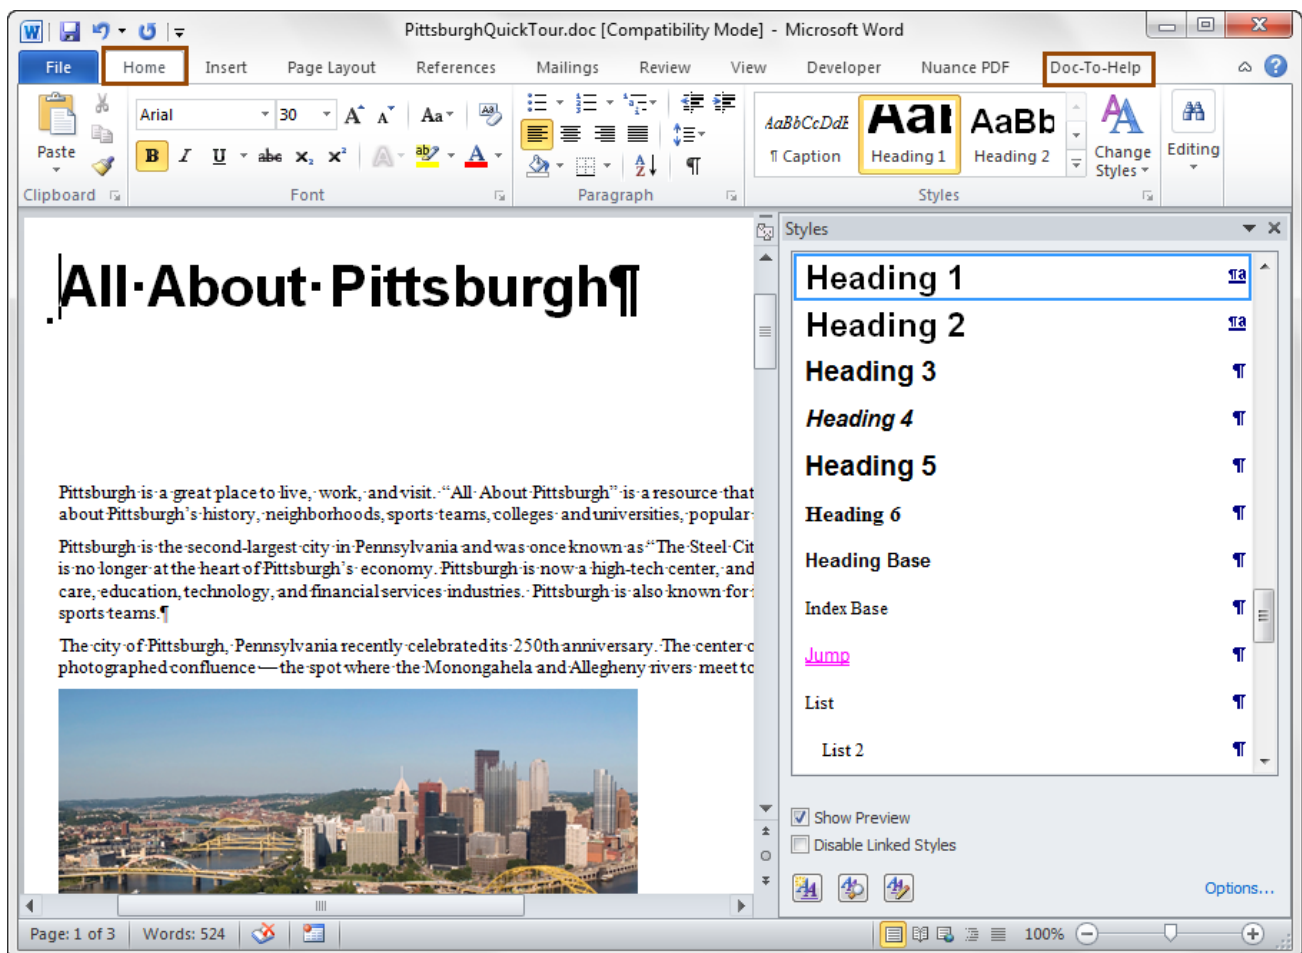 PittsburghQuickTour.doc [Compatibility Mode] - Microsoft Word
File Home Insert Page Layout References Mailings Review View Developer Nuance PDF Doc-To-Help
Arial 30 Aa
AaBbCcDdE AaI AaBb
Paste
¶ Caption Heading 1 Heading 2 Change Styles Editing
Clipboard Font Paragraph Styles
All·About·Pittsburgh¶
Pittsburgh·is·a·great·place·to·live,·work,·and·visit.·“All·About·Pittsburgh”·is·a·resource·that
about·Pittsburgh’s·history,·neighborhoods,·sports·teams,·colleges·and·universities,·popular·
Pittsburgh·is·the·second-largest·city·in·Pennsylvania·and·was·once·known·as·“The·Steel·Cit
is·no·longer·at·the·heart·of·Pittsburgh’s·economy.·Pittsburgh·is·now·a·high-tech·center,·and
care,·education,·technology,·and·financial·services·industries.·Pittsburgh·is·also·known·for·
sports·teams.¶
The·city·of·Pittsburgh,·Pennsylvania·recently·celebrated·its·250th·anniversary.·The·center·
photographed·confluence·—·the·spot·where·the·Monongahela·and·Allegheny·rivers·meet·to
Styles
Heading 1
Heading 2
Heading 3
Heading 4
Heading 5
Heading 6
Heading Base
Index Base
Jump
List
List 2
Show Preview
Disable Linked Styles
Options...
Page: 1 of 3 Words: 524 100%